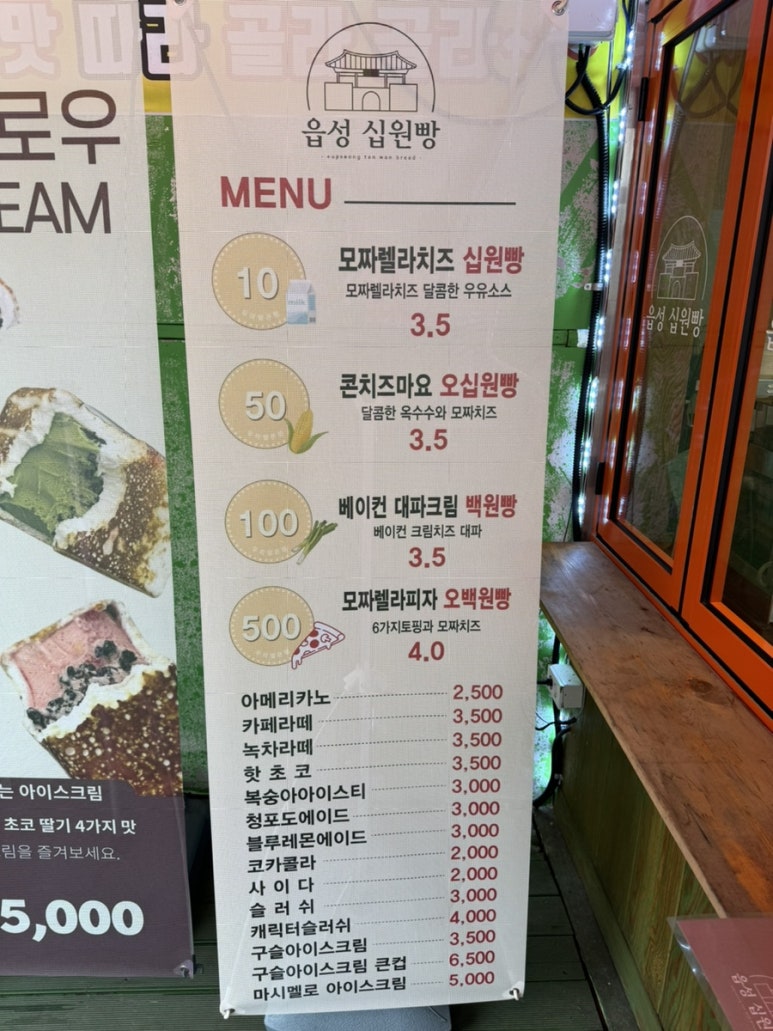 로우
EAM
는 아이스크림
초코 딸기 4가지 맛
림을 즐겨보세요.
5,000
읍성 십원빵
eupseong ten won bread
MENU
10
milk
모짜렐라치즈 십원빵
모짜렐라치즈 달콤한 우유소스
3.5
50
콘치즈마요 오십원빵
달콤한 옥수수와 모짜치즈
3.5
100
베이컨 대파크림 백원빵
베이컨 크림치즈 대파
3.5
500
모짜렐라피자 오백원빵
6가지토핑과 모짜치즈
4.0
아메리카노 2,500
카페라떼 3,500
녹차라떼 3,500
핫 초 코 3,500
복숭아아이스티 3,000
청포도에이드 3,000
블루레몬에이드 3,000
코카콜라 2,000
사 이 다 2,000
슬 러 쉬 3,000
캐릭터슬러쉬 4,000
구슬아이스크림 3,500
구슬아이스크림 큰컵 6,500
마시멜로 아이스크림 5,000
읍성 십원빵